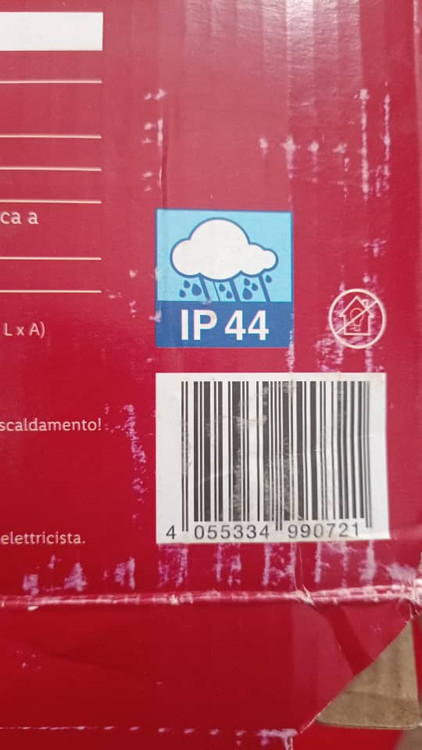 ca a
L x A)
scaldamento!
elettricista.
IP 44
4 055334 990721